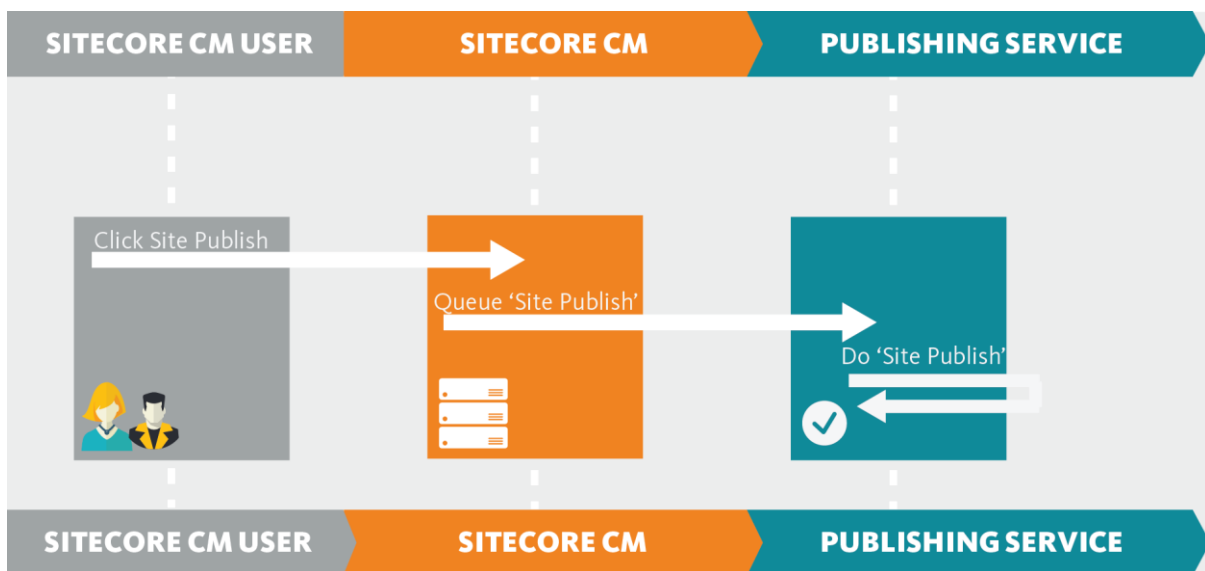 SITECORE CM USER
SITECORE CM
PUBLISHING SERVICE
Click Site Publish
Queue ‘Site Publish’
Do ‘Site Publish’
SITECORE CM USER
SITECORE CM
PUBLISHING SERVICE